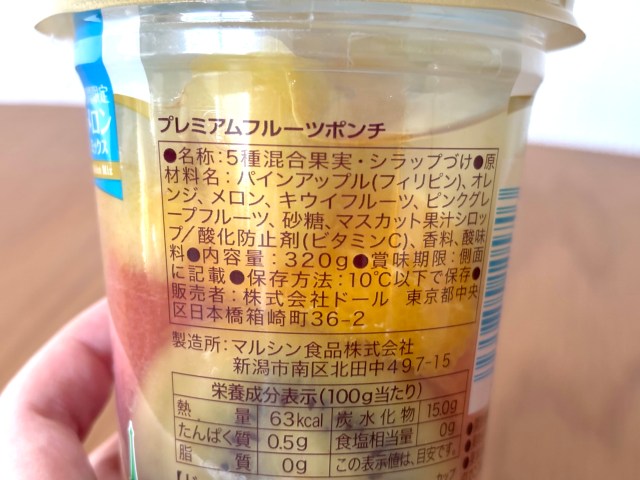 限定
メロン
ックス
プレミアムフルーツポンチ
●名称:5種混合果実・シラップづけ●原
材料名:パインアップル(フィリピン)、オレ
ンジ、メロン、キウイフルーツ、ピンクグレ
ープフルーツ、砂糖、マスカット果汁シロッ
プ/酸化防止剤(ビタミンC)、香料、酸味
料●内容量:320g●賞味期限:側面
に記載●保存方法:10℃以下で保存●
販売者:株式会社ドール 東京都中央
区日本橋箱崎町36-2
製造所:マルシン食品株式会社
新潟市南区北田中497-15
栄養成分表示(100g当たり)
熱量 63kcal 炭水化物 15.0g
たんぱく質 0.5g 食塩相当量 0g
脂質 0g この表示値は、目安です。